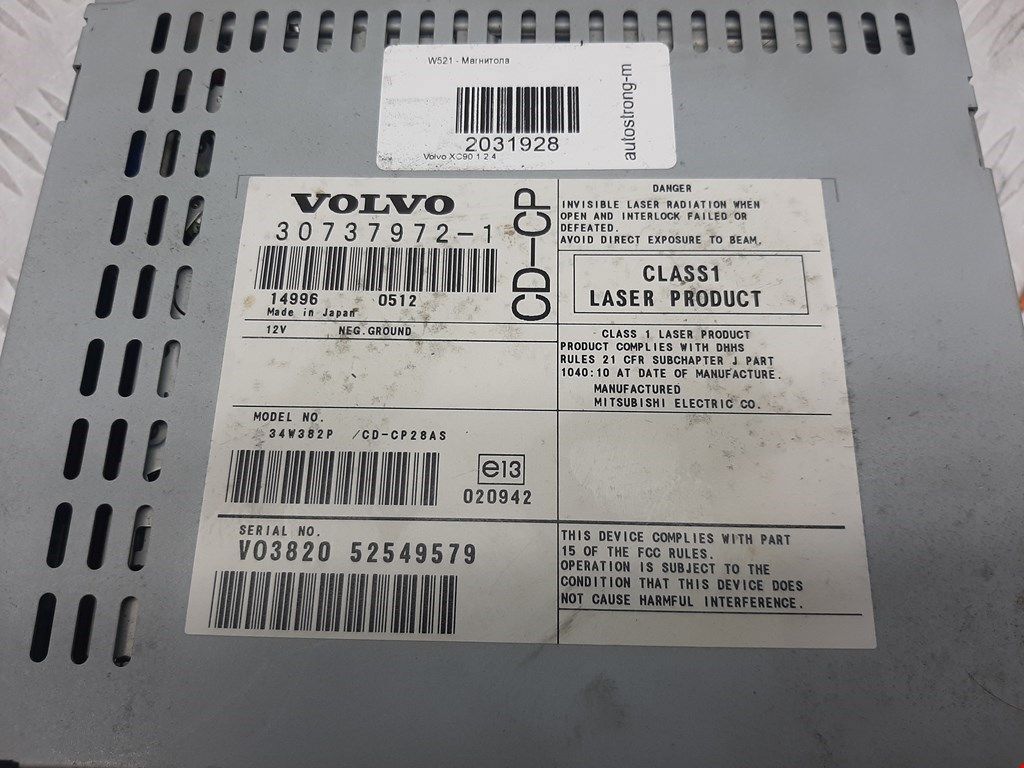 W521 - Магнитола
2031928
Volvo XC90 1 2.4
autostrong-m
VOLVO
30737972-1
CD-CP
14996 0512
Made in Japan
12V NEG.GROUND
MODEL NO.
34W382P /CD-CP28AS
e13
020942
SERIAL NO.
VO3820 52549579
DANGER
INVISIBLE LASER RADIATION WHEN
OPEN AND INTERLOCK FAILED OR
DEFEATED.
AVOID DIRECT EXPOSURE TO BEAM.
CLASS1
LASER PRODUCT
CLASS 1 LASER PRODUCT
PRODUCT COMPLIES WITH DHHS
RULES 21 CFR SUBCHAPTER J PART
1040:10 AT DATE OF MANUFACTURE.
MANUFACTURED
MITSUBISHI ELECTRIC CO.
THIS DEVICE COMPLIES WITH PART
15 OF THE FCC RULES.
OPERATION IS SUBJECT TO THE
CONDITION THAT THIS DEVICE DOES
NOT CAUSE HARMFUL INTERFERENCE.